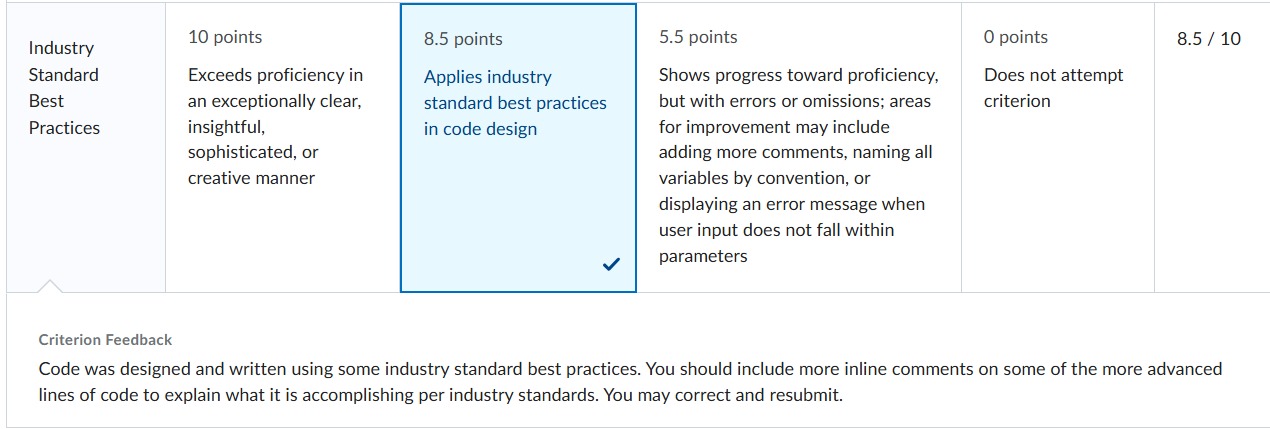 Industry
Standard
Best
Practices
10 points
Exceeds proficiency in
an exceptionally clear,
insightful,
sophisticated, or
creative manner
8.5 points
Applies industry
standard best practices
in code design
5.5 points
Shows progress toward proficiency,
but with errors or omissions; areas
for improvement may include
adding more comments, naming all
variables by convention, or
displaying an error message when
user input does not fall within
parameters
0 points
Does not attempt
criterion
8.5 / 10
Criterion Feedback
Code was designed and written using some industry standard best practices. You should include more inline comments on some of the more advanced
lines of code to explain what it is accomplishing per industry standards. You may correct and resubmit.